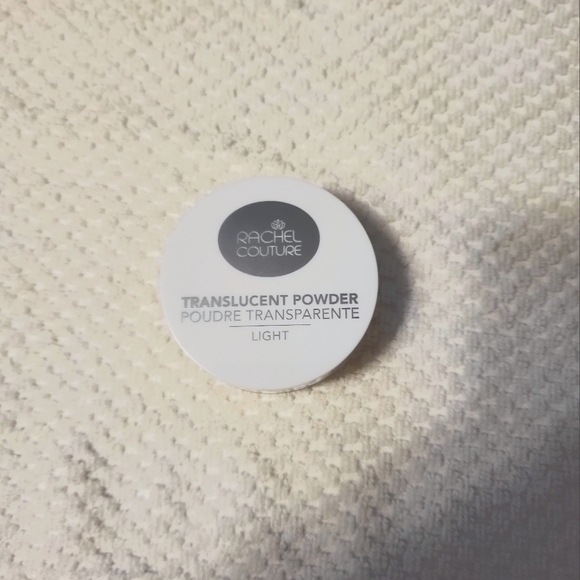 RACHEL
COUTURE
TRANSLUCENT POWDER
POUDRE TRANSPARENTE
LIGHT